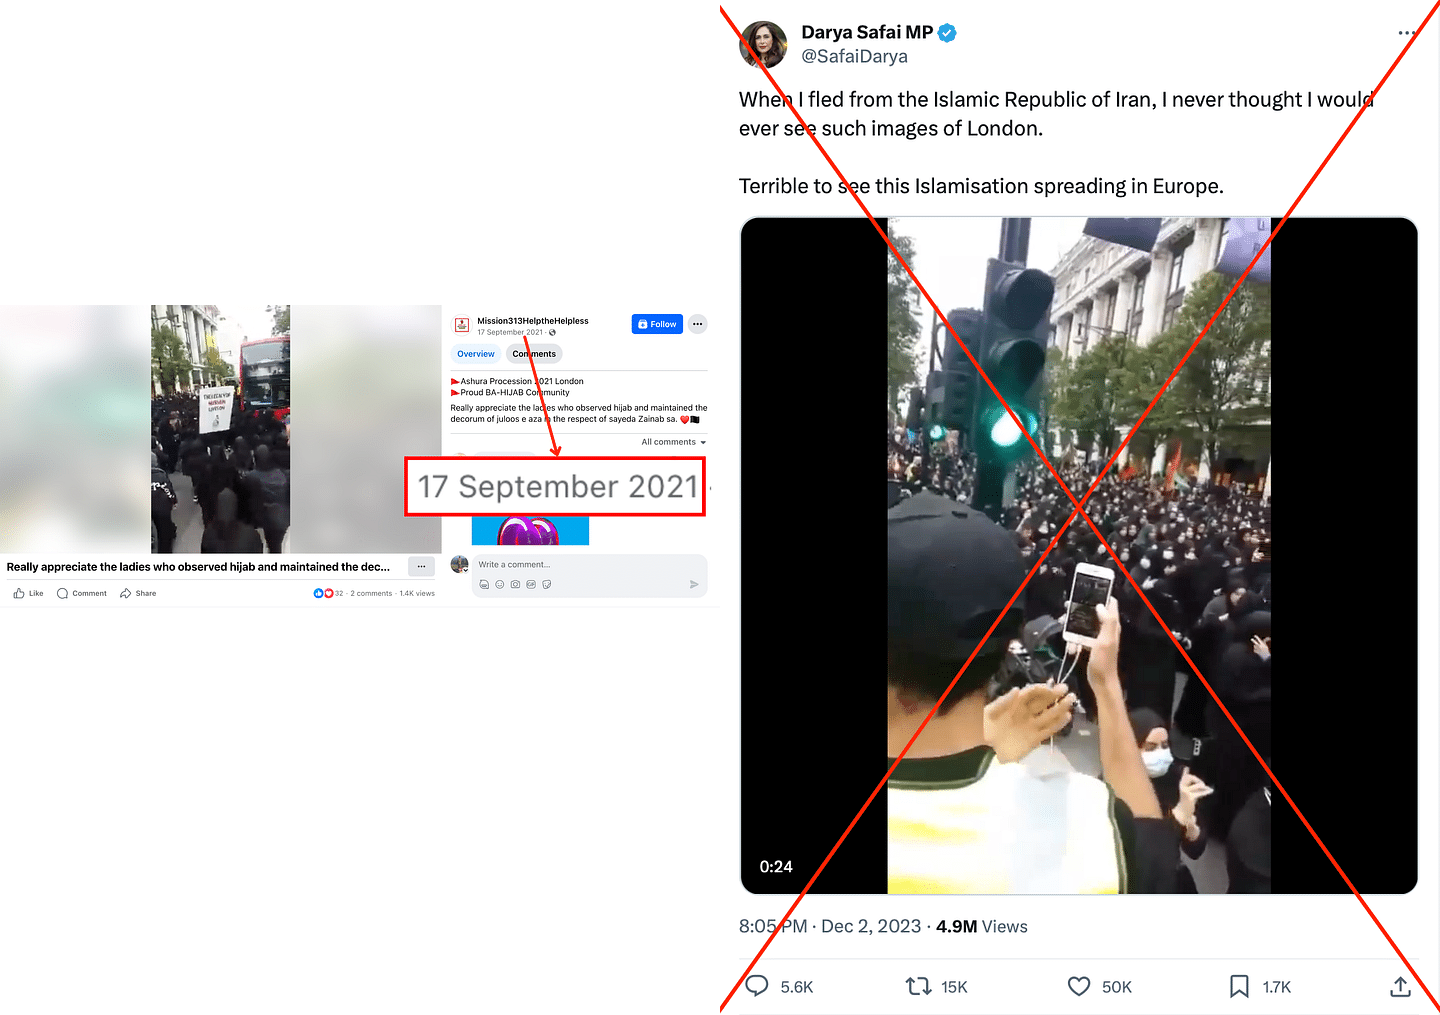 Mission313HelptheHelpless
17 September 2021 ·
Follow
Overview
Comments
Ashura Procession 2021 London
Proud BA-HIJAB Community
Really appreciate the ladies who observed hijab and maintained the
decorum of juloos e aza in the respect of sayeda Zainab sa.
All comments
17 September 2021
Write a comment...
GIF
Really appreciate the ladies who observed hijab and maintained the dec...
Like
Comment
Share
32 · 2 comments · 1.4K views
Darya Safai MP
@SafaiDarya
When I fled from the Islamic Republic of Iran, I never thought I would
ever see such images of London.
Terrible to see this Islamisation spreading in Europe.
0:24
8:05 PM · Dec 2, 2023 · 4.9M Views
5.6K
15K
50K
1.7K